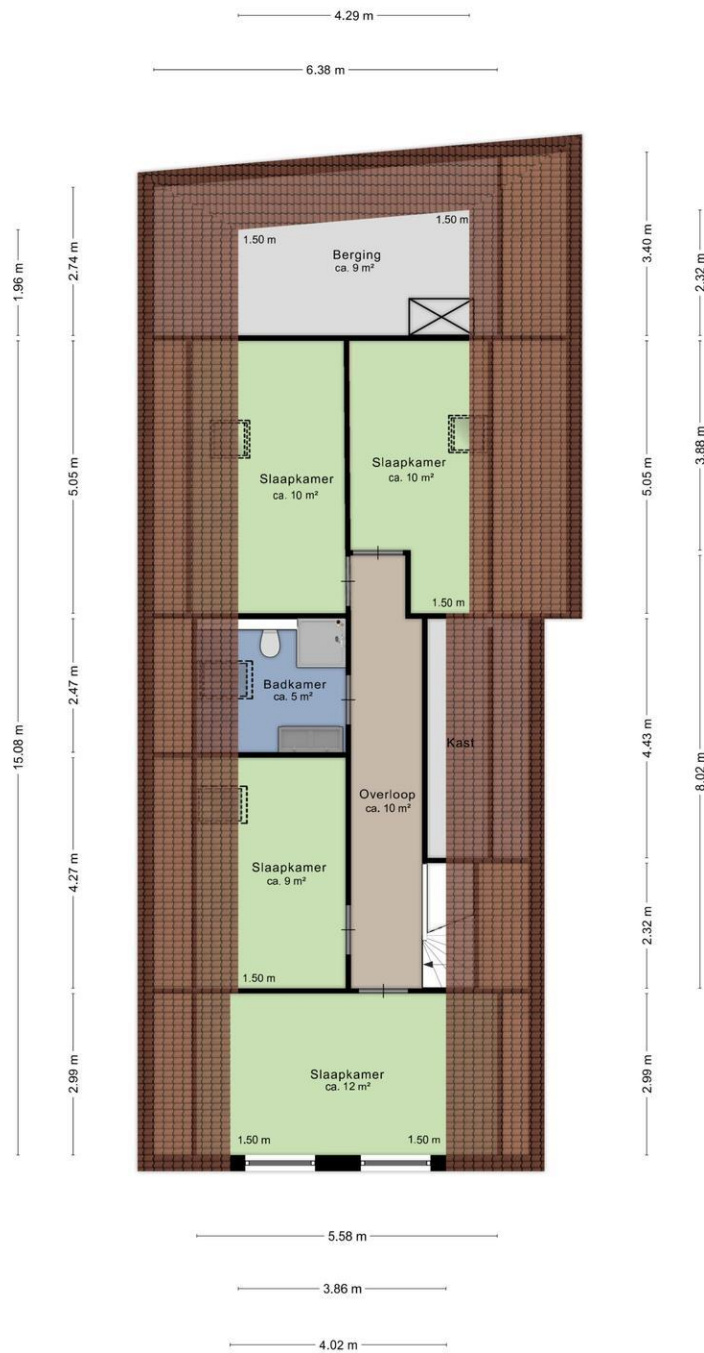 4.29 m
6.38 m
1.50 m
1.50 m
Berging
ca. 9 m²
1.96 m
2.74 m
3.40 m
2.32 m
Slaapkamer
ca. 10 m²
Slaapkamer
ca. 10 m²
5.05 m
5.05 m
3.88 m
1.50 m
Badkamer
ca. 5 m²
2.47 m
15.08 m
Kast
4.43 m
8.02 m
Overloop
ca. 10 m²
Slaapkamer
ca. 9 m²
4.27 m
1.50 m
2.32 m
Slaapkamer
ca. 12 m²
2.99 m
2.99 m
1.50 m
1.50 m
5.58 m
3.86 m
4.02 m